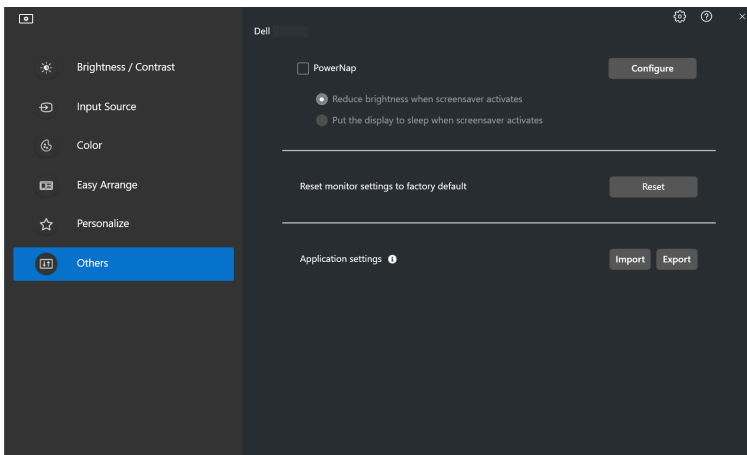 Dell
Brightness / Contrast
Input Source
Color
Easy Arrange
Personalize
Others
PowerNap
Configure
Reduce brightness when screensaver activates
Put the display to sleep when screensaver activates
Reset monitor settings to factory default
Reset
Application settings
Import
Export